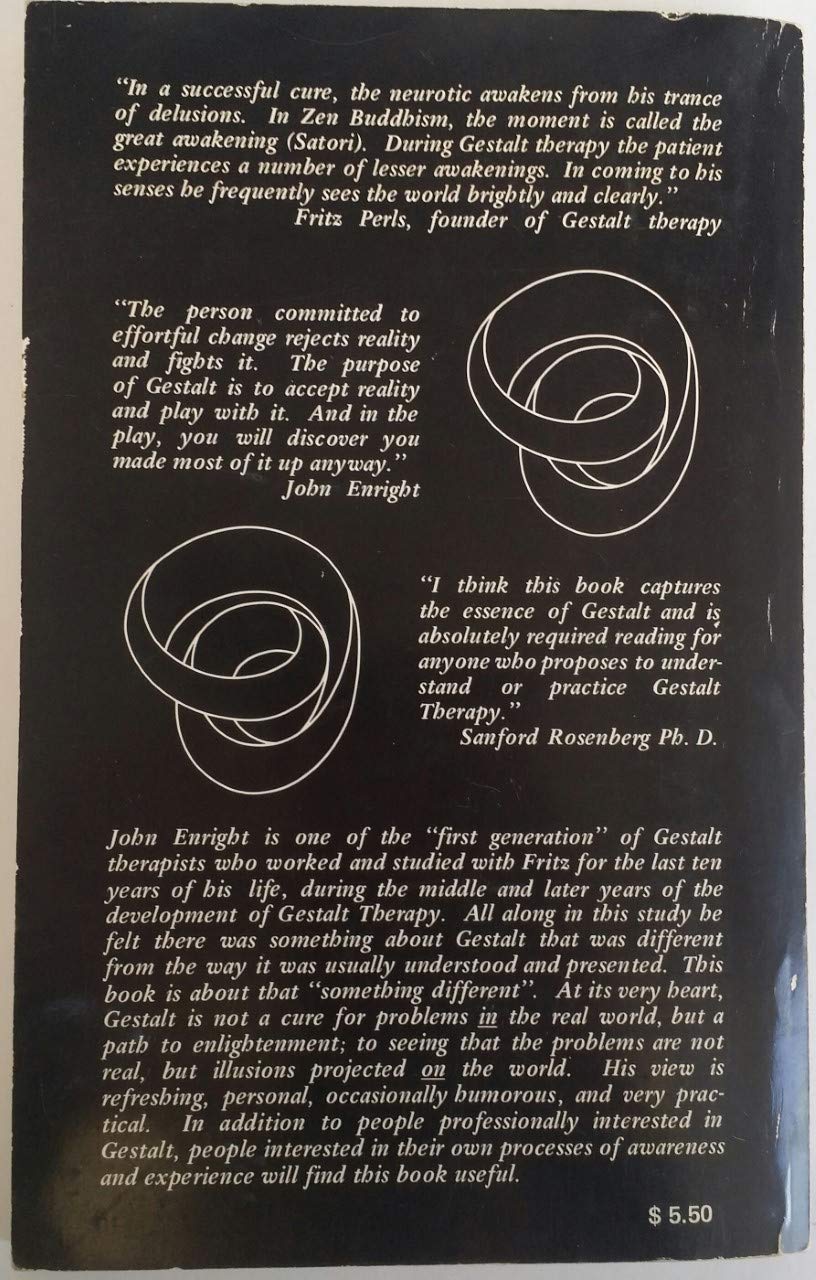 “In a successful cure, the neurotic awakens from his trance
of delusions. In Zen Buddhism, the moment is called the
great awakening (Satori). During Gestalt therapy the patient
experiences a number of lesser awakenings. In coming to his
senses he frequently sees the world brightly and clearly.”
Fritz Perls, founder of Gestalt therapy
“The person committed to
effortful change rejects reality
and fights it. The purpose
of Gestalt is to accept reality
and play with it. And in the
play, you will discover you
made most of it up anyway.”
John Enright
“I think this book captures
the essence of Gestalt and is
absolutely required reading for
anyone who proposes to under-
stand or practice Gestalt
Therapy.”
Sanford Rosenberg Ph. D.
John Enright is one of the “first generation” of Gestalt
therapists who worked and studied with Fritz for the last ten
years of his life, during the middle and later years of the
development of Gestalt Therapy. All along in this study he
felt there was something about Gestalt that was different
from the way it was usually understood and presented. This
book is about that “something different”. At its very heart,
Gestalt is not a cure for problems in the real world, but a
path to enlightenment; to seeing that the problems are not
real, but illusions projected on the world. His view is
refreshing, personal, occasionally humorous, and very prac-
tical. In addition to people professionally interested in
Gestalt, people interested in their own processes of awareness
and experience will find this book useful.
$ 5.50